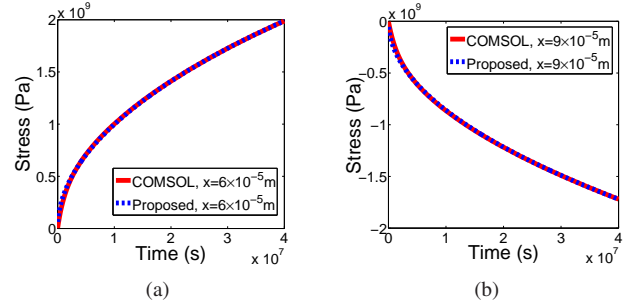 x 10^9
2
1.5
1
0.5
0
Stress (Pa)
COMSOL, x=6×10^-5m
Proposed, x=6×10^-5m
0 1 2 3 4
Time (s)
x 10^7
(a)
x 10^9
0
−0.5
−1
−1.5
−2
Stress (Pa)
COMSOL, x=9×10^-5m
Proposed, x=9×10^-5m
0 1 2 3 4
Time (s)
x 10^7
(b)